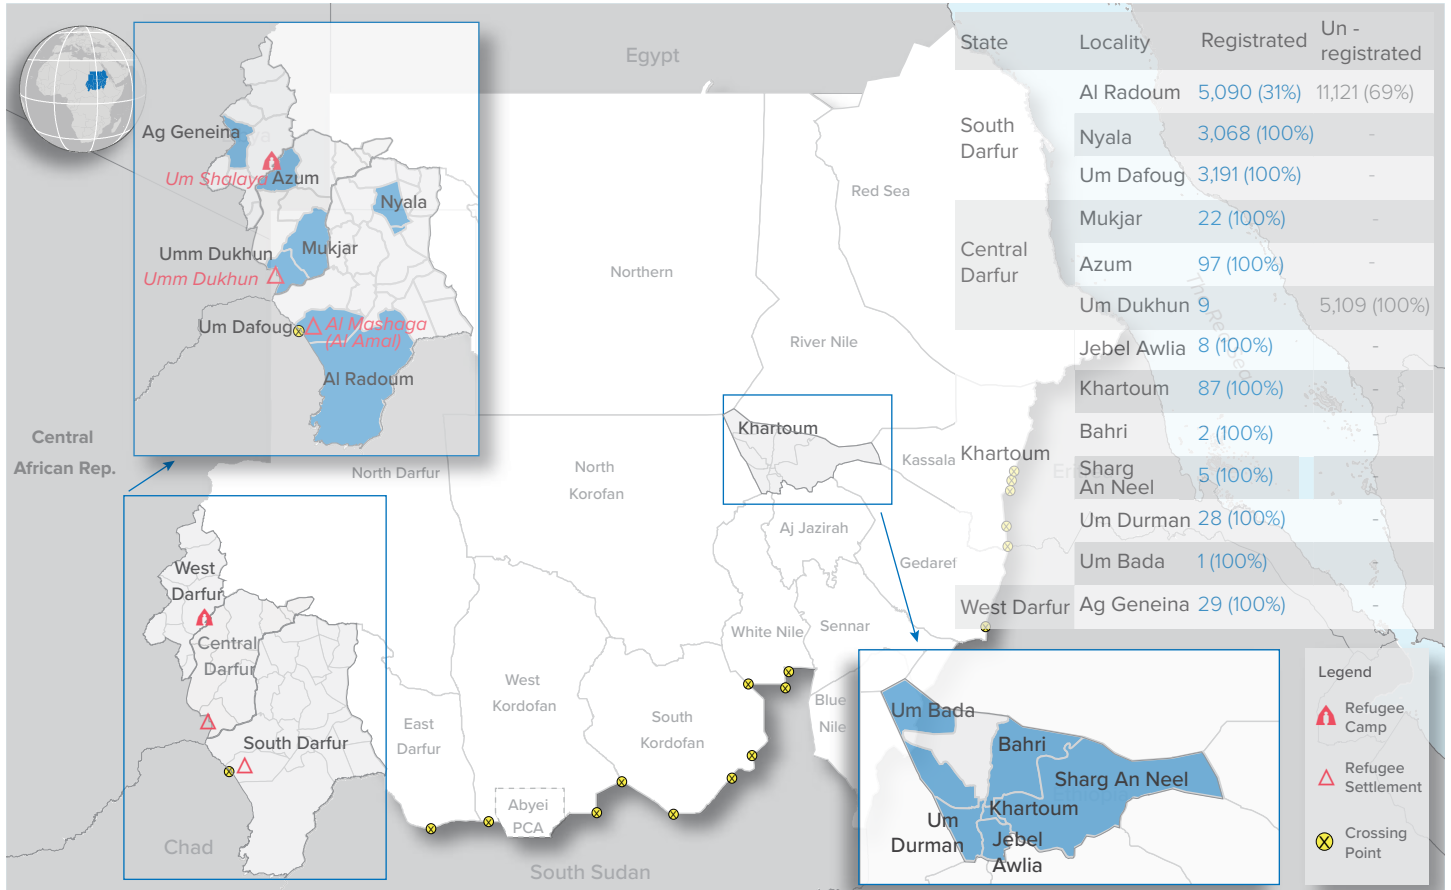 Egypt
Red Sea
Northern
River Nile
Khartoum
Kassala
North Darfur
North
Korofan
Aj Jazirah
Gedaref
White Nile
Sennar
Blue
Nile
West
Kordofan
South
Kordofan
East
Darfur
Abyei
PCA
South Sudan
Chad
Central
African Rep.
Ag Geneina
Um Shalaya
Azum
Nyala
Umm Dukhun
Mukjar
Umm Dukhun
Um Dafoug
Al Mashaga
(Al Amal)
Al Radoum
West
Darfur
Central
Darfur
South Darfur
State Locality Registrated Un -
registrated
South
Darfur
Al Radoum 5,090 (31%) 11,121 (69%)
Nyala 3,068 (100%) -
Um Dafoug 3,191 (100%) -
Central
Darfur
Mukjar 22 (100%) -
Azum 97 (100%) -
Um Dukhun 9 5,109 (100%)
Khartoum
Jebel Awlia 8 (100%) -
Khartoum 87 (100%) -
Bahri 2 (100%) -
Sharg
An Neel 5 (100%) -
Um Durman 28 (100%) -
Um Bada 1 (100%) -
West Darfur Ag Geneina 29 (100%) -
Um Bada
Bahri
Sharg An Neel
Khartoum
Um
Durman
Jebel
Awlia
Legend
Refugee
Camp
Refugee
Settlement
Crossing
Point